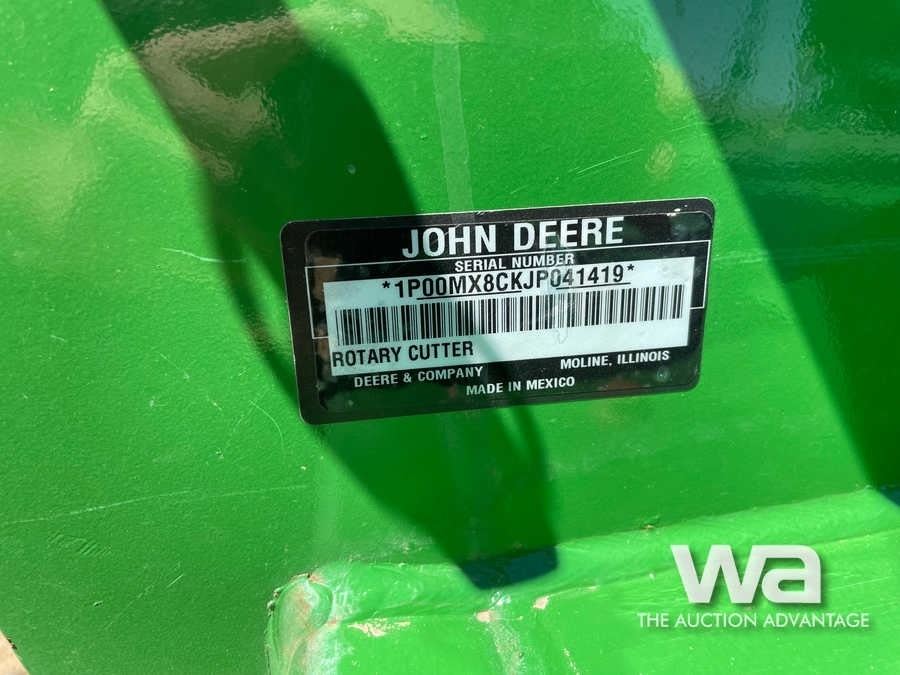 JOHN DEERE
SERIAL NUMBER
*1P00MX8CKJP041419*
ROTARY CUTTER
DEERE & COMPANY MOLINE, ILLINOIS
MADE IN MEXICO
wa
THE AUCTION ADVANTAGE